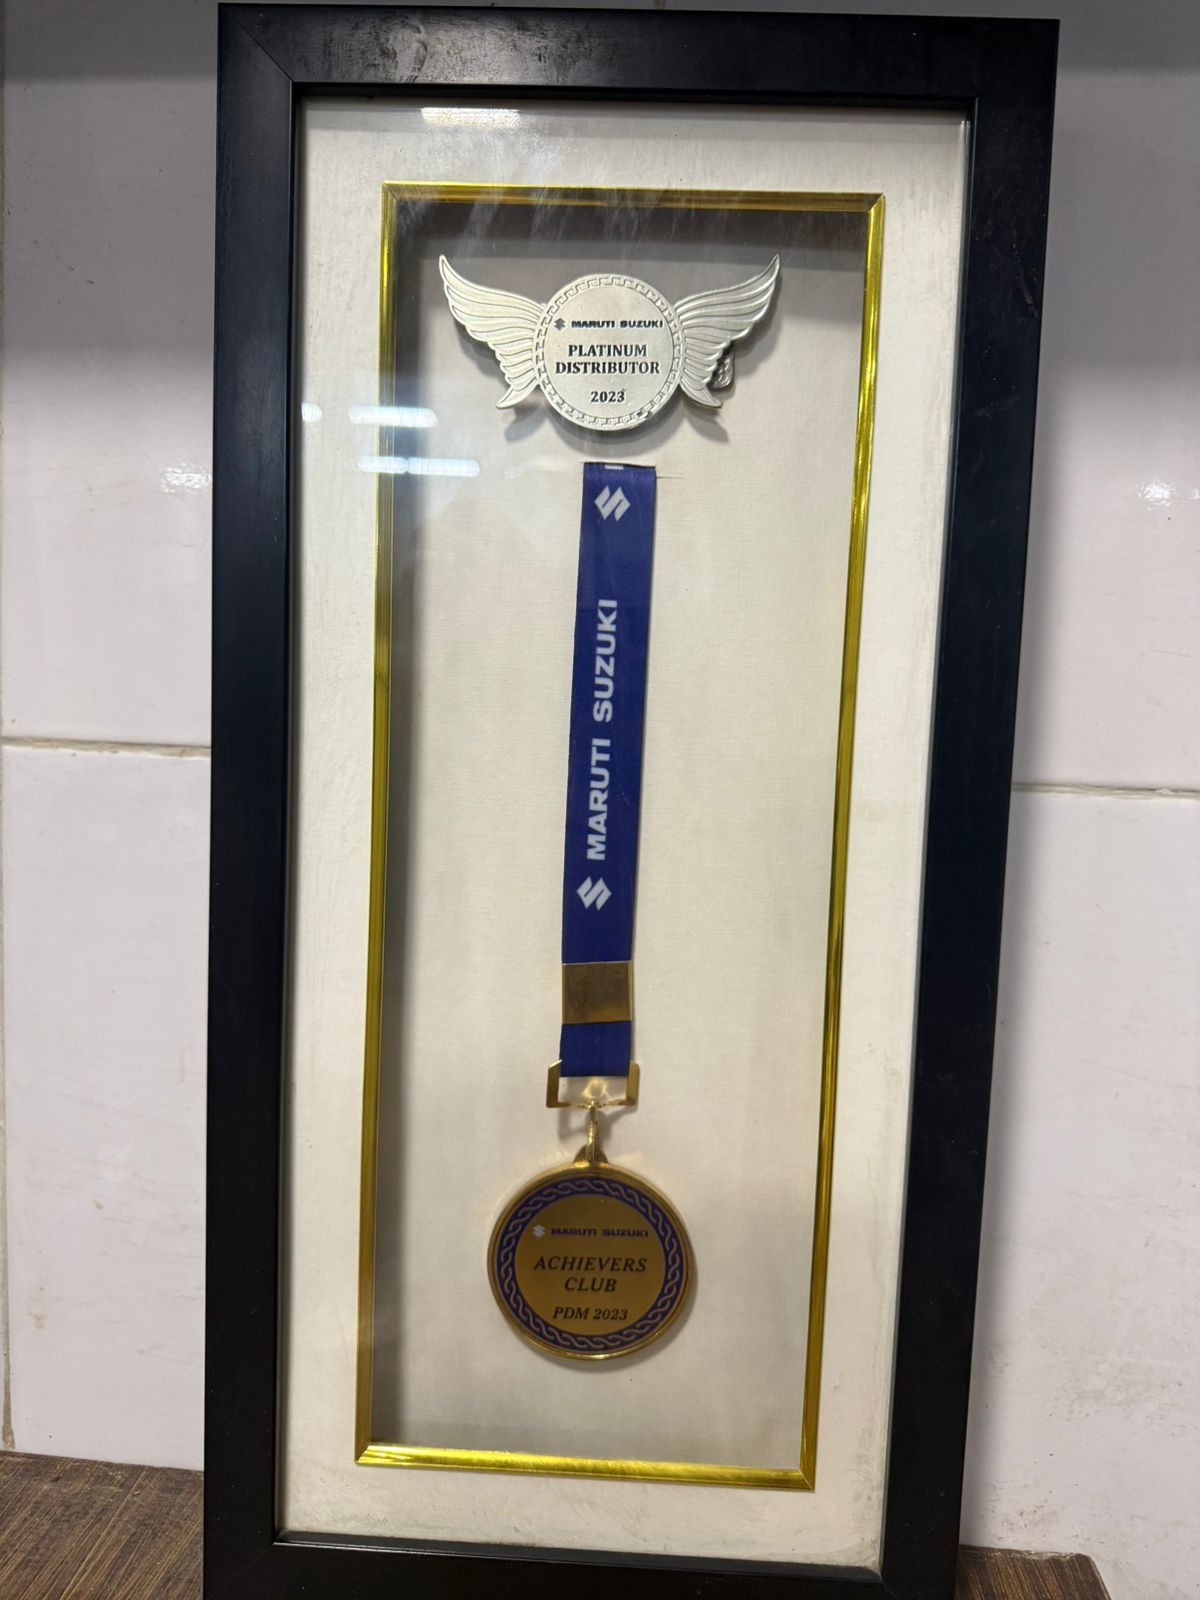 MARUTI SUZUKI
PLATINUM
DISTRIBUTOR
2023
MARUTI SUZUKI
MARUTI SUZUKI
ACHIEVERS
CLUB
PDM 2023